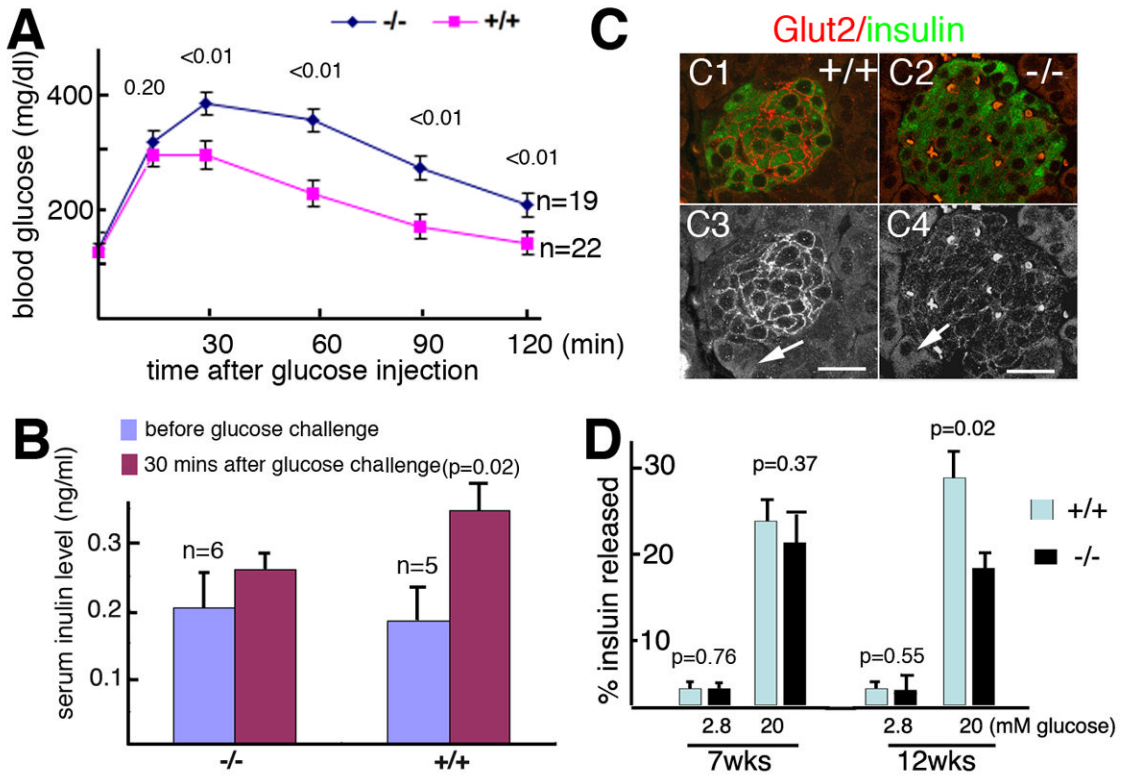 A
-/-
+/+
blood glucose (mg/dl)
400
200
0.20
<0.01
<0.01
<0.01
<0.01
n=19
n=22
30 60 90 120 (min)
time after glucose injection
C
Glut2/insulin
C1 +/+
C2 -/-
C3
C4
B
before glucose challenge
30 mins after glucose challenge(p=0.02)
serum inulin level (ng/ml)
0.3
0.2
0.1
n=6
n=5
-/- +/+
D
% insluin released
30
20
10
p=0.76
p=0.37
p=0.55
p=0.02
+/+
-/-
2.8 20 2.8 20 (mM glucose)
7wks 12wks